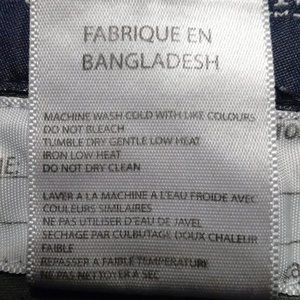 FABRIQUE EN
BANGLADESH
MACHINE WASH COLD WITH LIKE COLOURS
DO NOT BLEACH
TUMBLE DRY GENTLE LOW HEAT
IRON LOW HEAT
DO NOT DRY CLEAN
LAVER A LA MACHINE A L'EAU FROIDE AVEC
COULEURS SIMILAIRES
NE PAS UTILISER D'EAU DE JAVEL
SECHAGE PAR CULBUTAGE DOUX CHALEUR
FAIBLE
REPASSER A FAIBLE TEMPERATURE
NE PAS NETTOYER A SEC